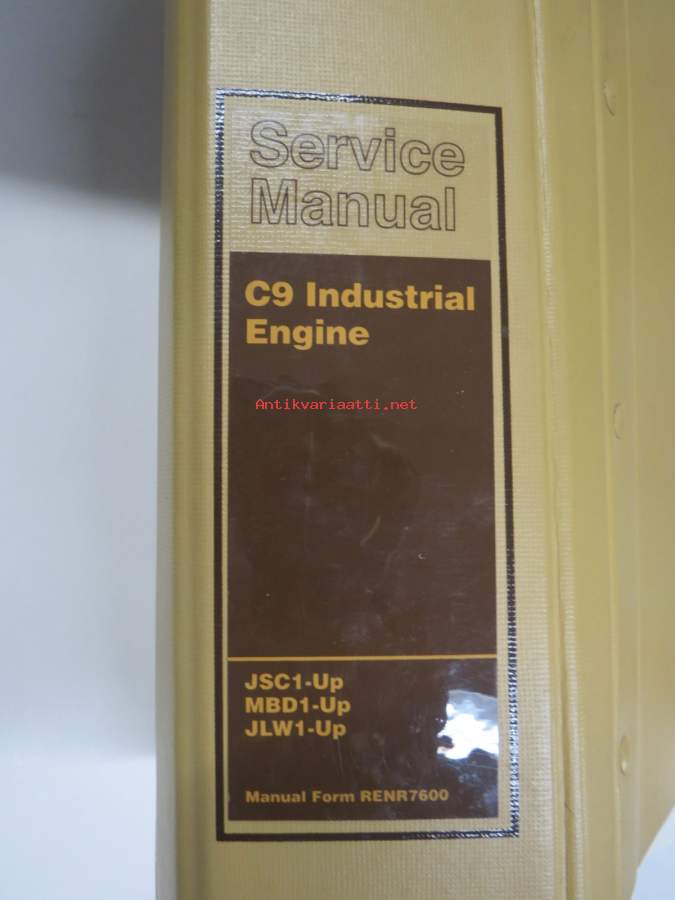 Service
Manual
C9 Industrial
Engine
Antikvariaatti.net
JSC1-Up
MBD1-Up
JLW1-Up
Manual Form RENR7600